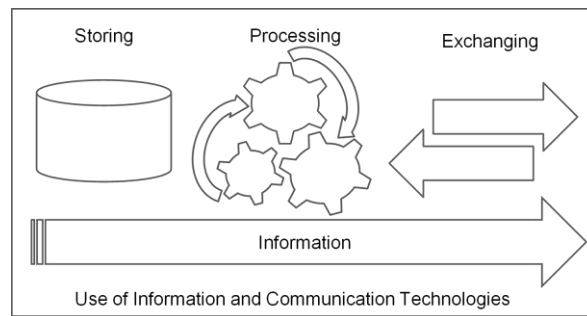 Storing
Processing
Exchanging
Information
Use of Information and Communication Technologies